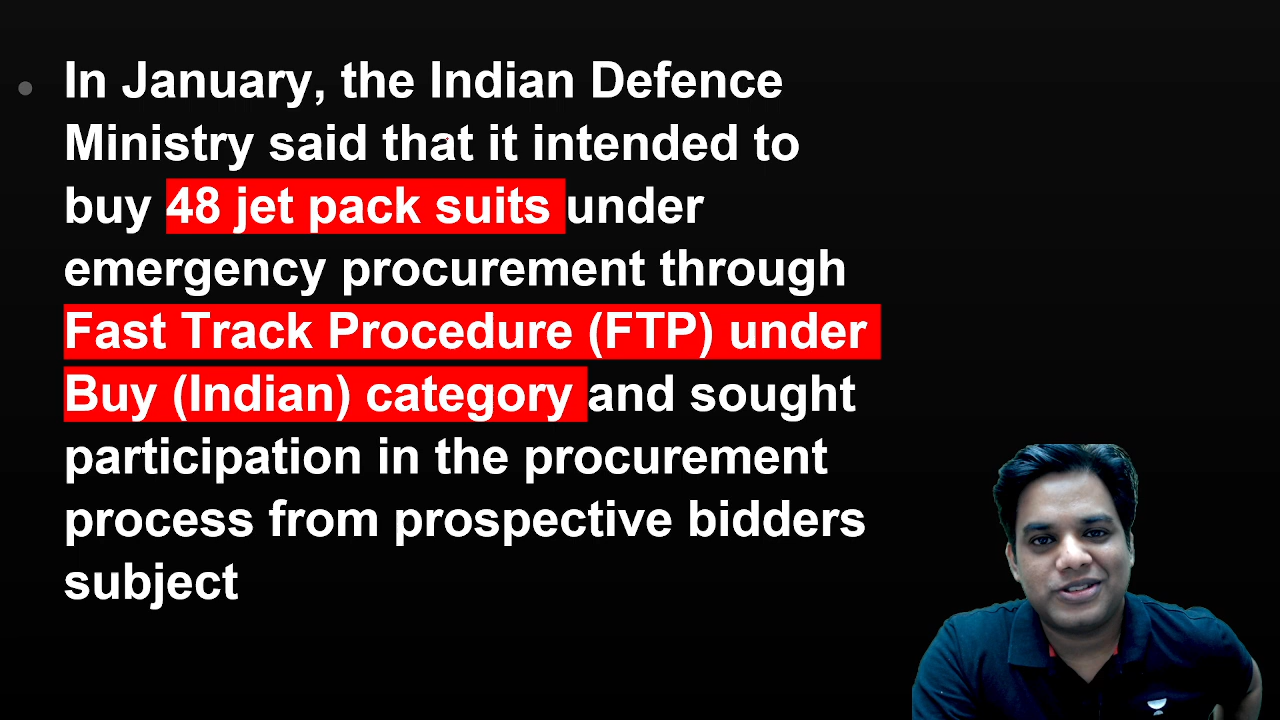 In January, the Indian Defence
Ministry said that it intended to
buy 48 jet pack suits under
emergency procurement through
Fast Track Procedure (FTP) under
Buy (Indian) category and sought
participation in the procurement
process from prospective bidders
subject